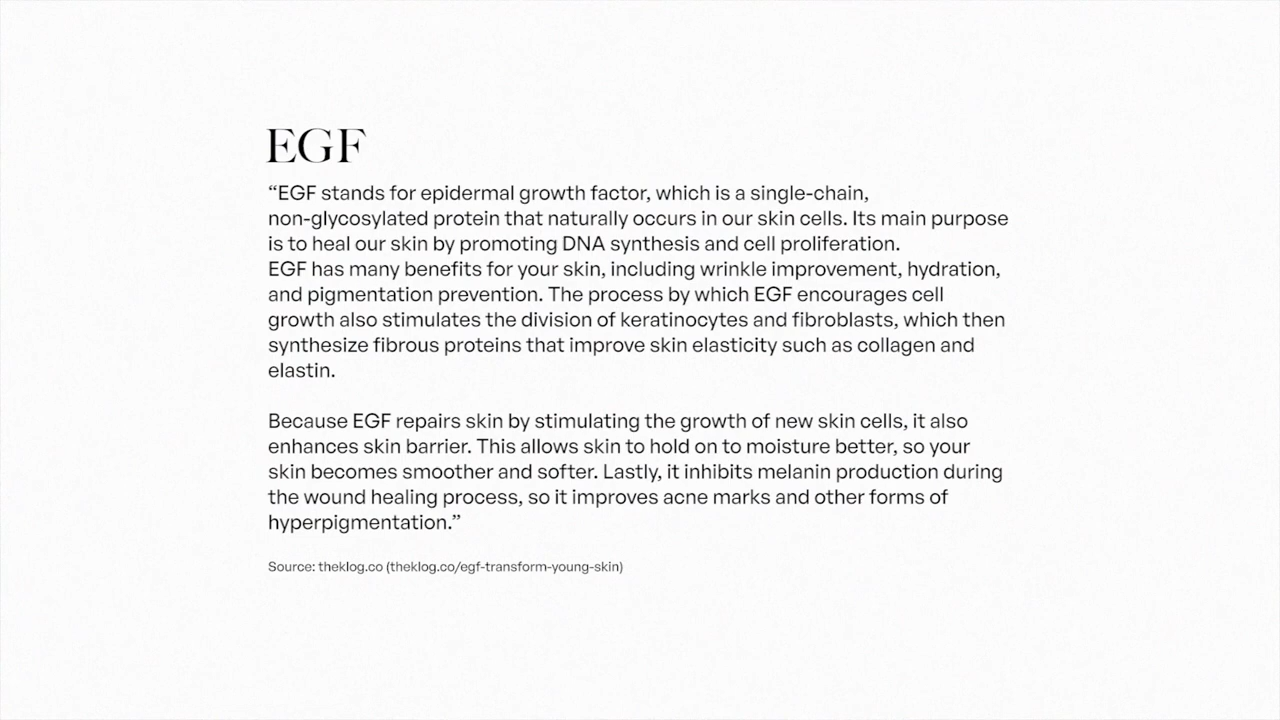 EGF
“EGF stands for epidermal growth factor, which is a single-chain,
non-glycosylated protein that naturally occurs in our skin cells. Its main purpose
is to heal our skin by promoting DNA synthesis and cell proliferation.
EGF has many benefits for your skin, including wrinkle improvement, hydration,
and pigmentation prevention. The process by which EGF encourages cell
growth also stimulates the division of keratinocytes and fibroblasts, which then
synthesize fibrous proteins that improve skin elasticity such as collagen and
elastin.
Because EGF repairs skin by stimulating the growth of new skin cells, it also
enhances skin barrier. This allows skin to hold on to moisture better, so your
skin becomes smoother and softer. Lastly, it inhibits melanin production during
the wound healing process, so it improves acne marks and other forms of
hyperpigmentation.”
Source: theklog.co (theklog.co/egf-transform-young-skin)